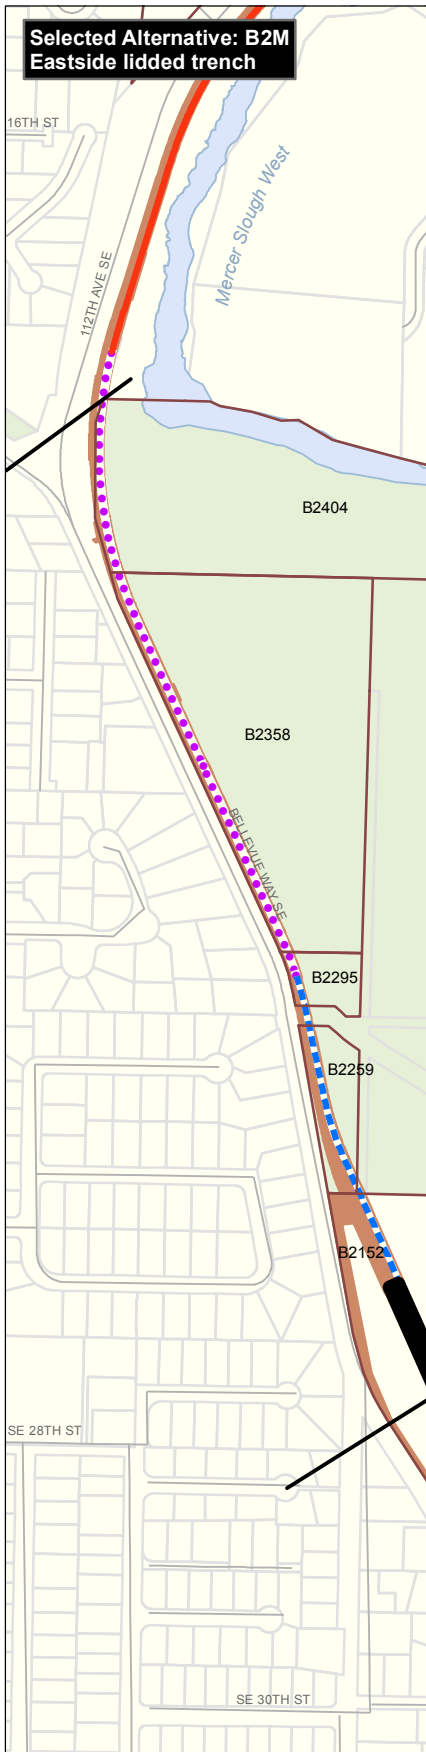 Selected Alternative: B2M
Eastside lidded trench
16TH ST
Mercer Slough West
112TH AVE SE
B2404
B2358
BELLEVUE WAY SE
B2295
B2259
B2152
SE 28TH ST
SE 30TH ST